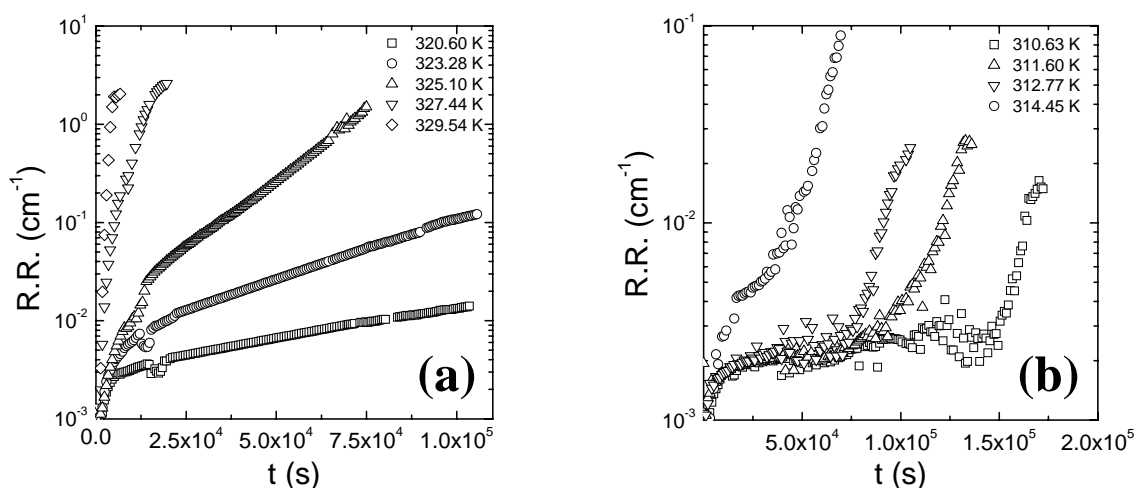 10¹
10⁰
10⁻¹
10⁻²
10⁻³
R.R. (cm⁻¹)
320.60 K
323.28 K
325.10 K
327.44 K
329.54 K
(a)
0.0
2.5x10⁴
5.0x10⁴
7.5x10⁴
1.0x10⁵
t (s)
10⁻¹
10⁻²
10⁻³
R.R. (cm⁻¹)
310.63 K
311.60 K
312.77 K
314.45 K
(b)
5.0x10⁴
1.0x10⁵
1.5x10⁵
2.0x10⁵
t (s)